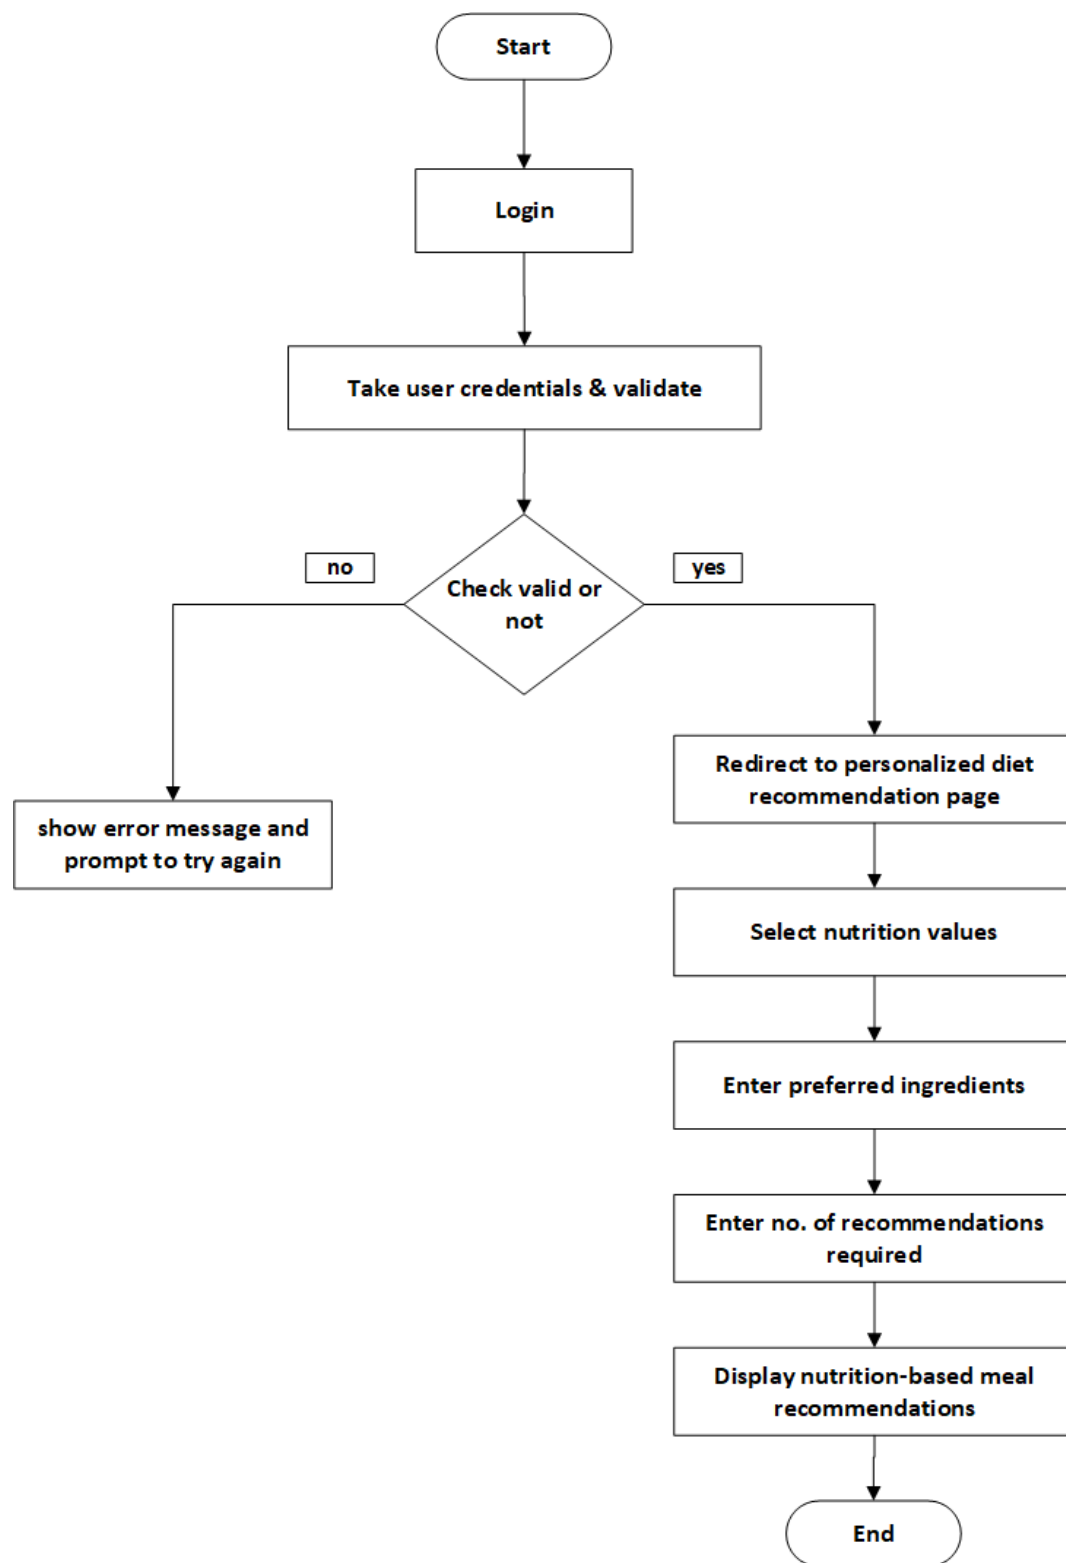 Start
Login
Take user credentials & validate
no
yes
Check valid or
not
Redirect to personalized diet
recommendation page
show error message and
prompt to try again
Select nutrition values
Enter preferred ingredients
Enter no. of recommendations
required
Display nutrition-based meal
recommendations
End